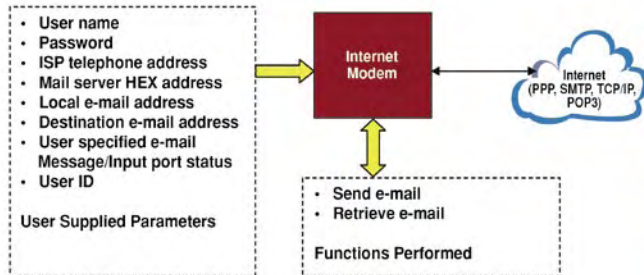 • User name
• Password
• ISP telephone address
• Mail server HEX address
• Local e-mail address
• Destination e-mail address
• User specified e-mail
Message/Input port status
• User ID
User Supplied Parameters
Internet
Modem
Internet
(PPP, SMTP, TCP/IP,
POP3)
• Send e-mail
• Retrieve e-mail
Functions Performed